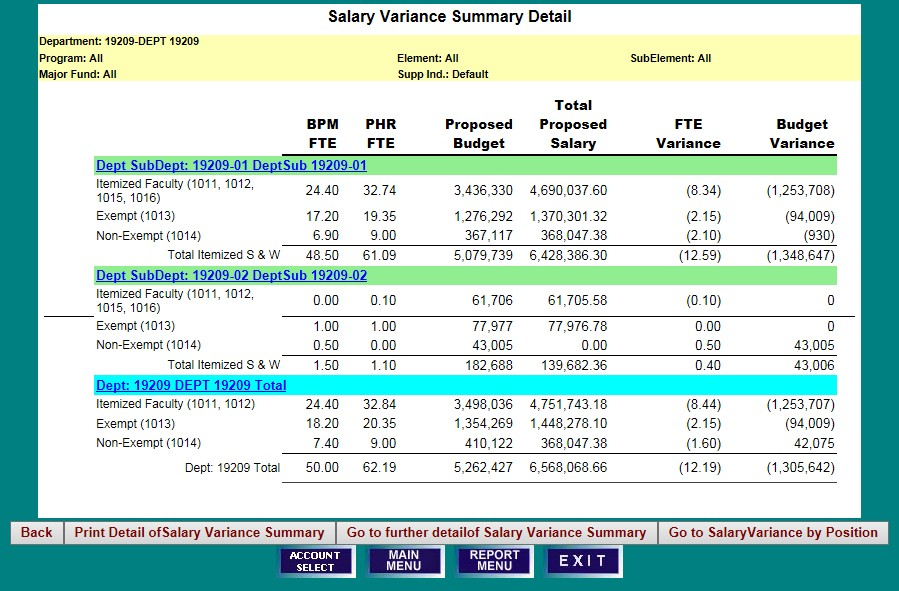 Salary Variance Summary Detail
Department: 19209-DEPT 19209
Program: All Element: All SubElement: All
Major Fund: All Supp Ind.: Default
Total
BPM PHR Proposed Proposed FTE Budget
FTE FTE Budget Salary Variance Variance
Dept SubDept: 19209-01 DeptSub 19209-01
Itemized Faculty (1011, 1012,
1015, 1016) 24.40 32.74 3,436,330 4,690,037.60 (8.34) (1,253,708)
Exempt (1013) 17.20 19.35 1,276,292 1,370,301.32 (2.15) (94,009)
Non-Exempt (1014) 6.90 9.00 367,117 368,047.38 (2.10) (930)
Total Itemized S & W 48.50 61.09 5,079,739 6,428,386.30 (12.59) (1,348,647)
Dept SubDept: 19209-02 DeptSub 19209-02
Itemized Faculty (1011, 1012,
1015, 1016) 0.00 0.10 61,706 61,705.58 (0.10) 0
Exempt (1013) 1.00 1.00 77,977 77,976.78 0.00 0
Non-Exempt (1014) 0.50 0.00 43,005 0.00 0.50 43,005
Total Itemized S & W 1.50 1.10 182,688 139,682.36 0.40 43,006
Dept: 19209 DEPT 19209 Total
Itemized Faculty (1011, 1012) 24.40 32.84 3,498,036 4,751,743.18 (8.44) (1,253,707)
Exempt (1013) 18.20 20.35 1,354,269 1,448,278.10 (2.15) (94,009)
Non-Exempt (1014) 7.40 9.00 410,122 368,047.38 (1.60) 42,075
Dept: 19209 Total 50.00 62.19 5,262,427 6,568,068.66 (12.19) (1,305,642)
Back Print Detail ofSalary Variance Summary Go to further detailof Salary Variance Summary Go to SalaryVariance by Position
ACCOUNT MAIN REPORT EXIT
SELECT MENU MENU